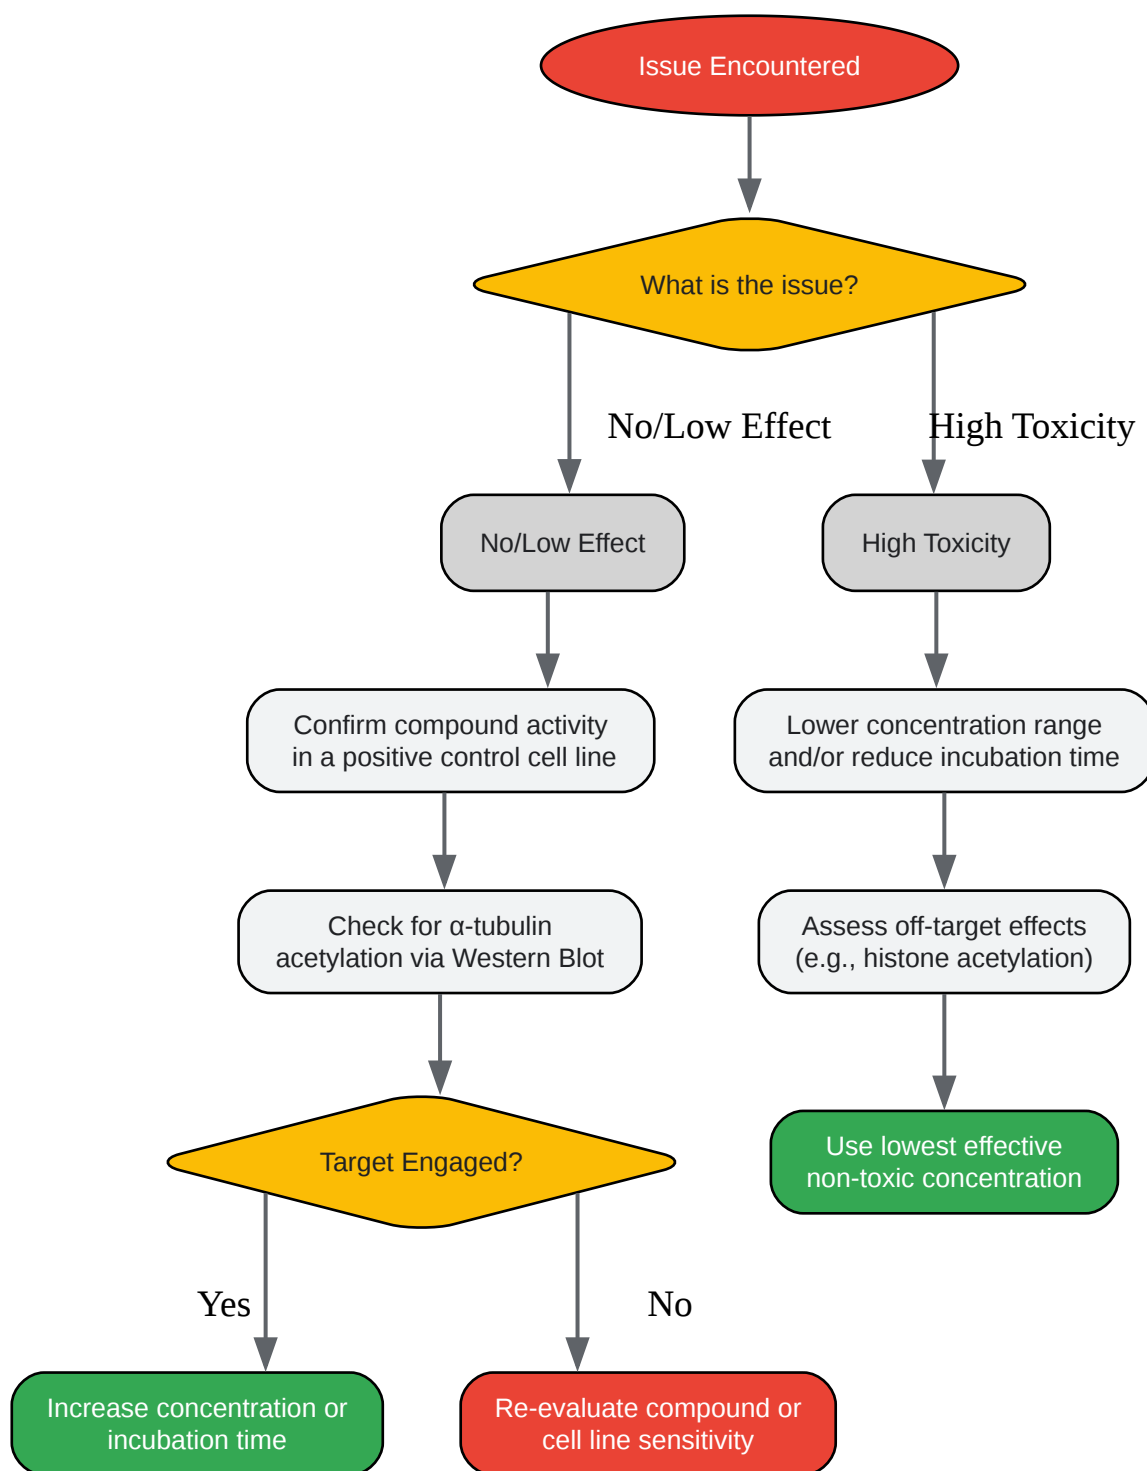 Issue Encountered
What is the issue?
No/Low Effect
High Toxicity
No/Low Effect
High Toxicity
Confirm compound activity
in a positive control cell line
Lower concentration range
and/or reduce incubation time
Check for α-tubulin
acetylation via Western Blot
Assess off-target effects
(e.g., histone acetylation)
Target Engaged?
Use lowest effective
non-toxic concentration
Yes
No
Increase concentration or
incubation time
Re-evaluate compound or
cell line sensitivity